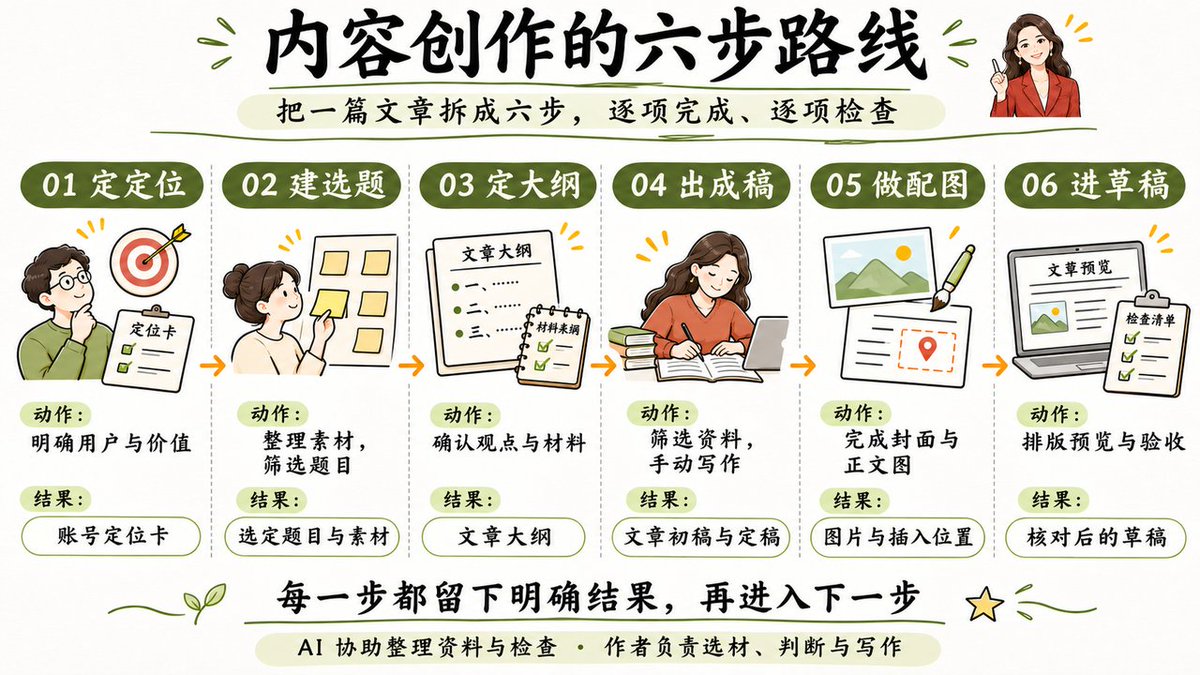 内容创作的六步路线
把一篇文章拆成六步，逐项完成、逐项检查
01 定定位
定位卡
动作：
明确用户与价值
结果：
账号定位卡
02 建选题
动作：
整理素材，
筛选题目
结果：
选定题目与素材
03 定大纲
文章大纲
一、……
二、……
三、……
材料来纲
动作：
确认观点与材料
结果：
文章大纲
04 出成稿
动作：
筛选资料，
手动写作
结果：
文章初稿与定稿
05 做配图
动作：
完成封面与
正文图
结果：
图片与插入位置
06 进草稿
文章预览
检查清单
动作：
排版预览与验收
结果：
核对后的草稿
每一步都留下明确结果，再进入下一步
AI 协助整理资料与检查 · 作者负责选材、判断与写作